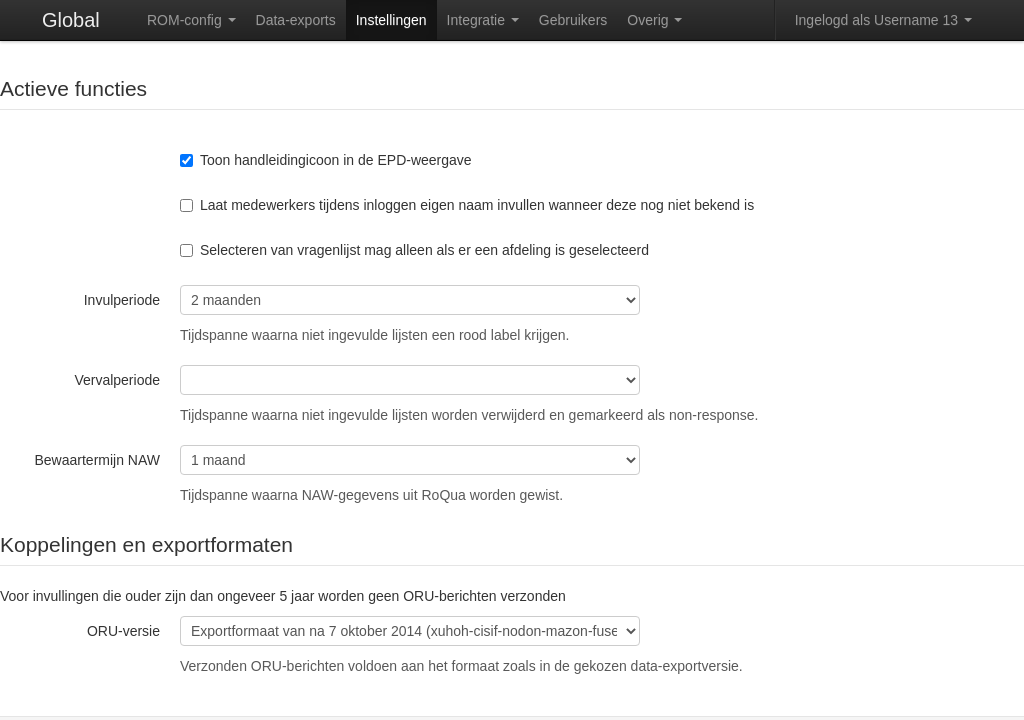 Global ROM-config Data-exports Instellingen Integratie Gebruikers Overig Ingelogd als Username 13
Actieve functies
Toon handleidingicoon in de EPD-weergave
Laat medewerkers tijdens inloggen eigen naam invullen wanneer deze nog niet bekend is
Selecteren van vragenlijst mag alleen als er een afdeling is geselecteerd
Invulperiode 2 maanden
Tijdspanne waarna niet ingevulde lijsten een rood label krijgen.
Vervalperiode
Tijdspanne waarna niet ingevulde lijsten worden verwijderd en gemarkeerd als non-response.
Bewaartermijn NAW 1 maand
Tijdspanne waarna NAW-gegevens uit RoQua worden gewist.
Koppelingen en exportformaten
Voor invullingen die ouder zijn dan ongeveer 5 jaar worden geen ORU-berichten verzonden
ORU-versie Exportformaat van na 7 oktober 2014 (xuhoh-cisif-nodon-mazon-fuse
Verzonden ORU-berichten voldoen aan het formaat zoals in de gekozen data-exportversie.